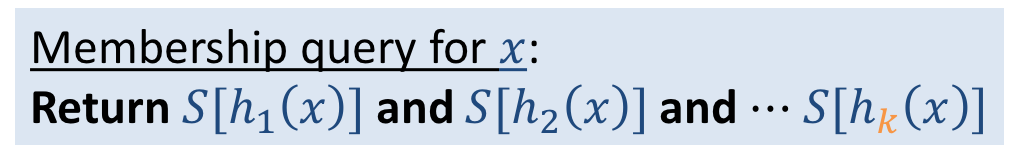 Membership query for x:
Return S[h₁(x)] and S[h₂(x)] and ⋯ S[hₖ(x)]